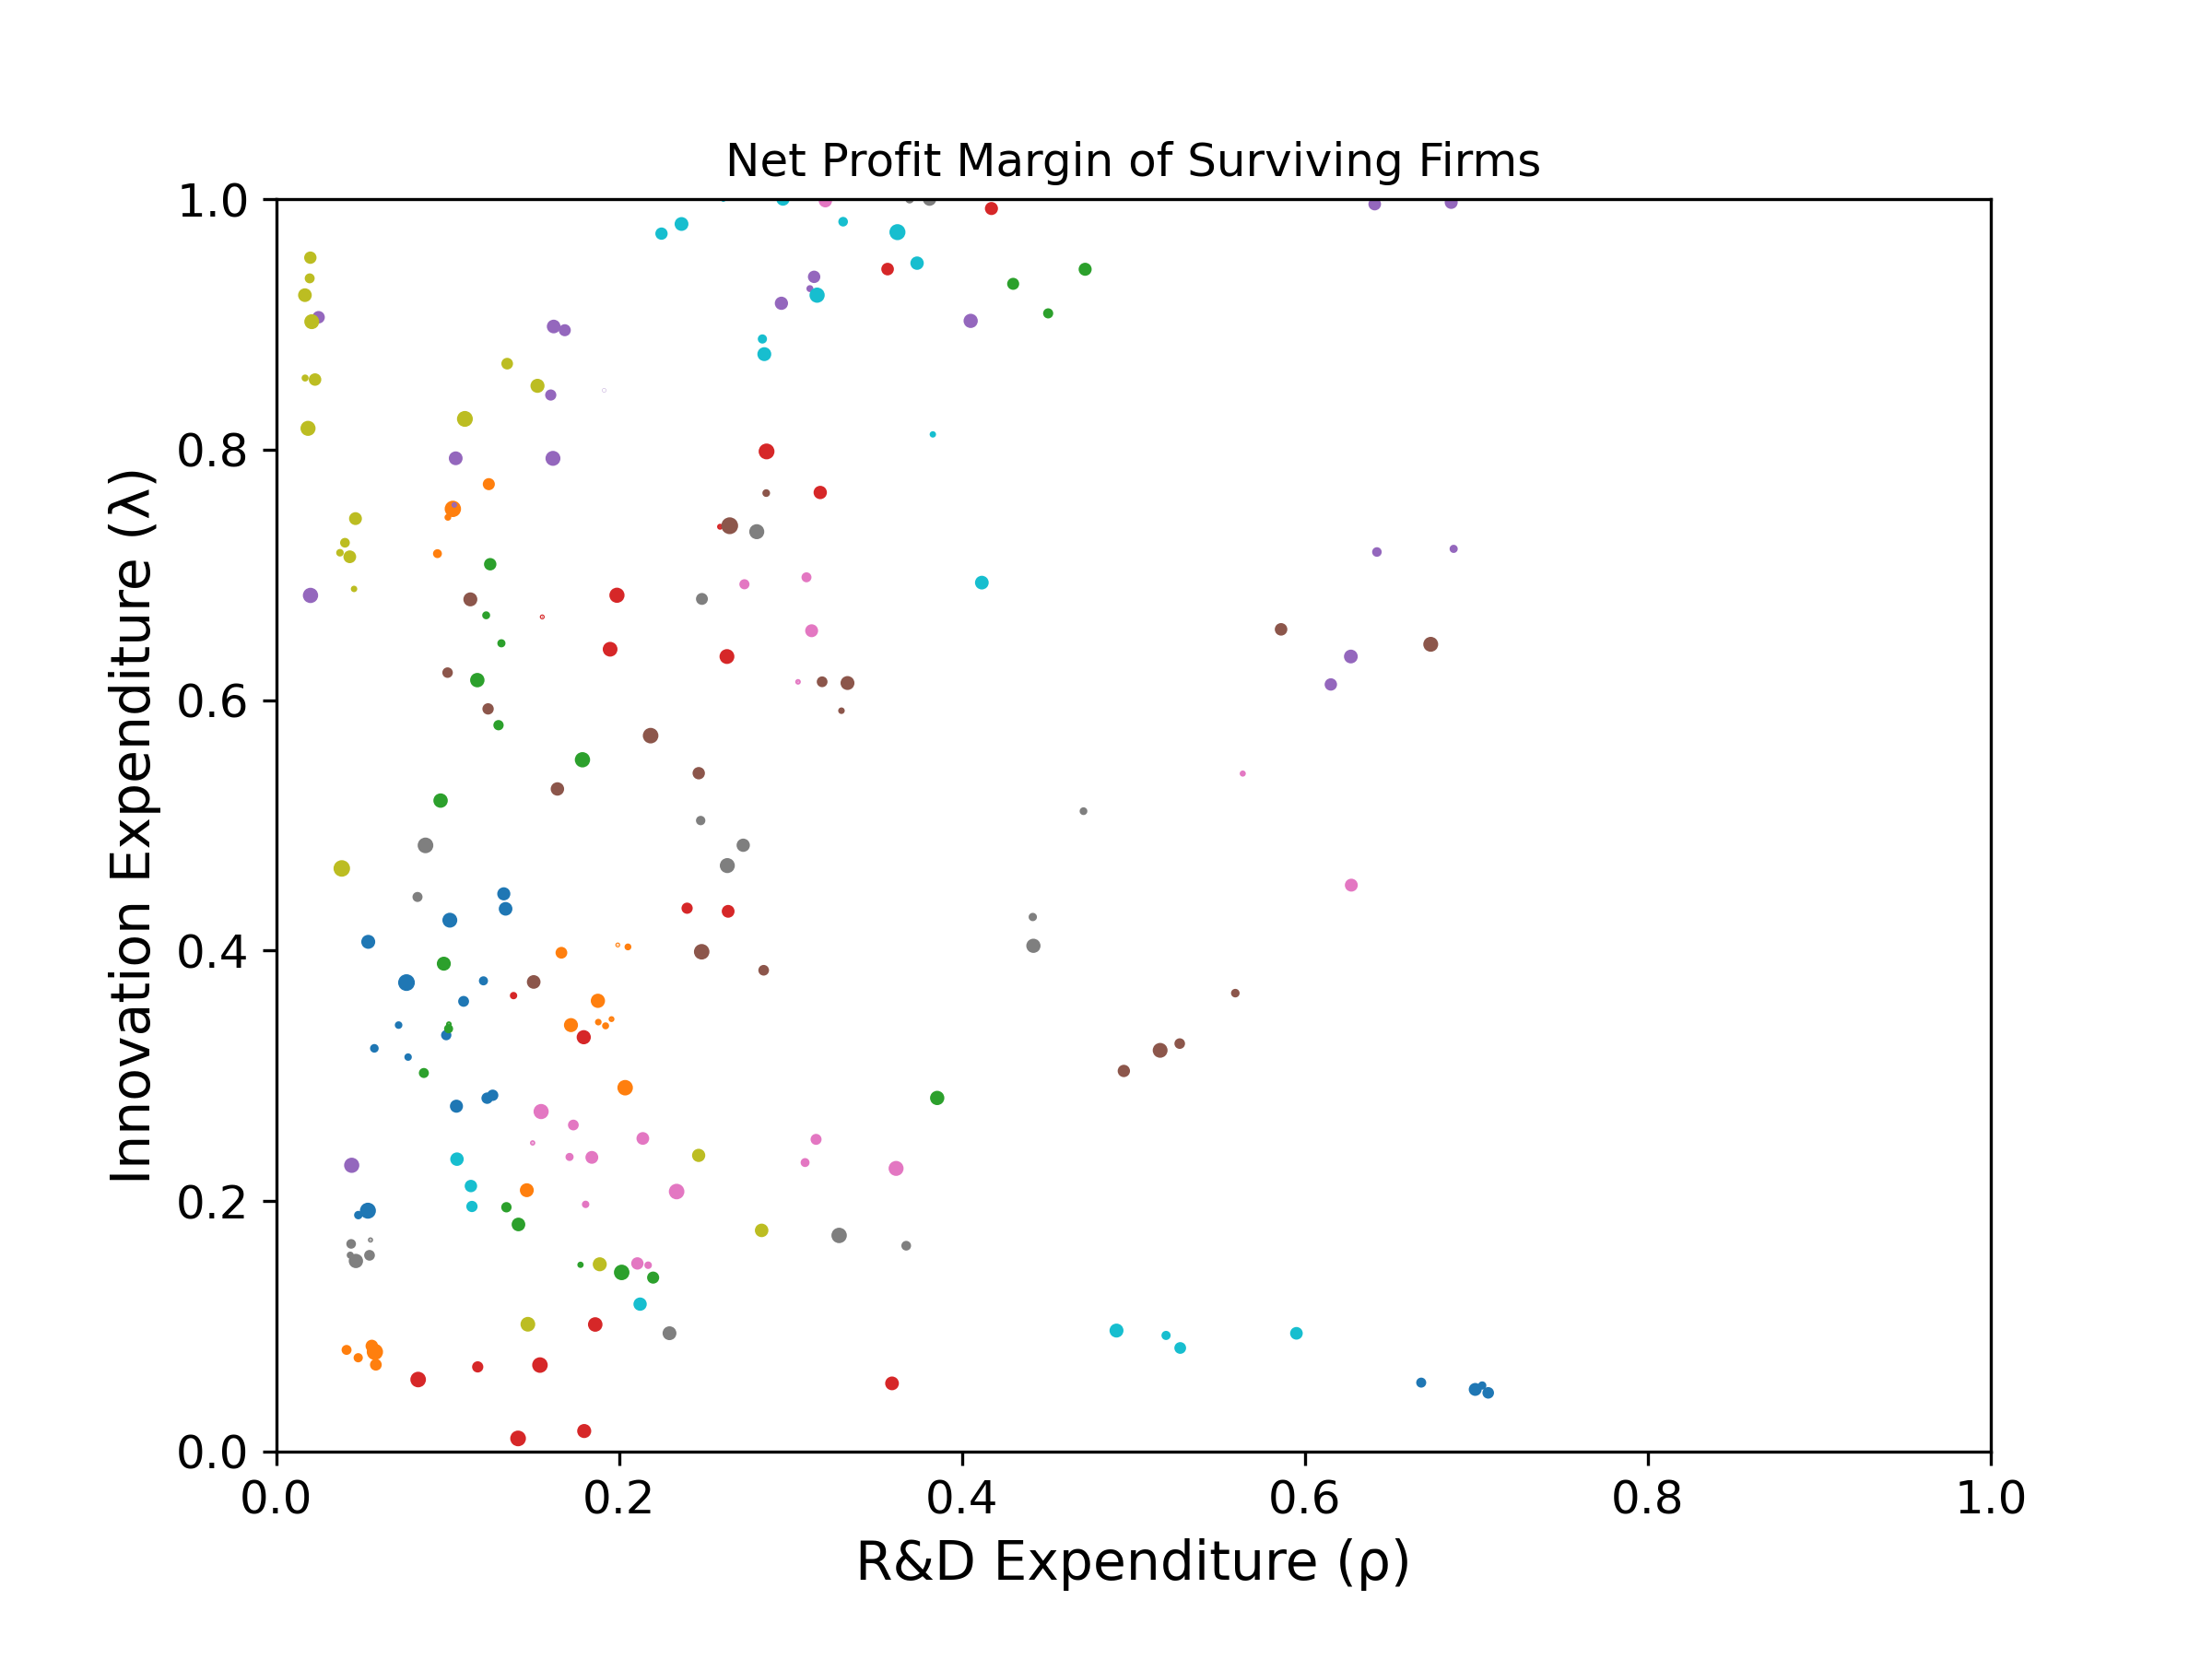 Net Profit Margin of Surviving Firms
1.0
0.8
0.6
0.4
0.2
0.0
Innovation Expenditure (λ)
0.0 0.2 0.4 0.6 0.8 1.0
R&D Expenditure (ρ)